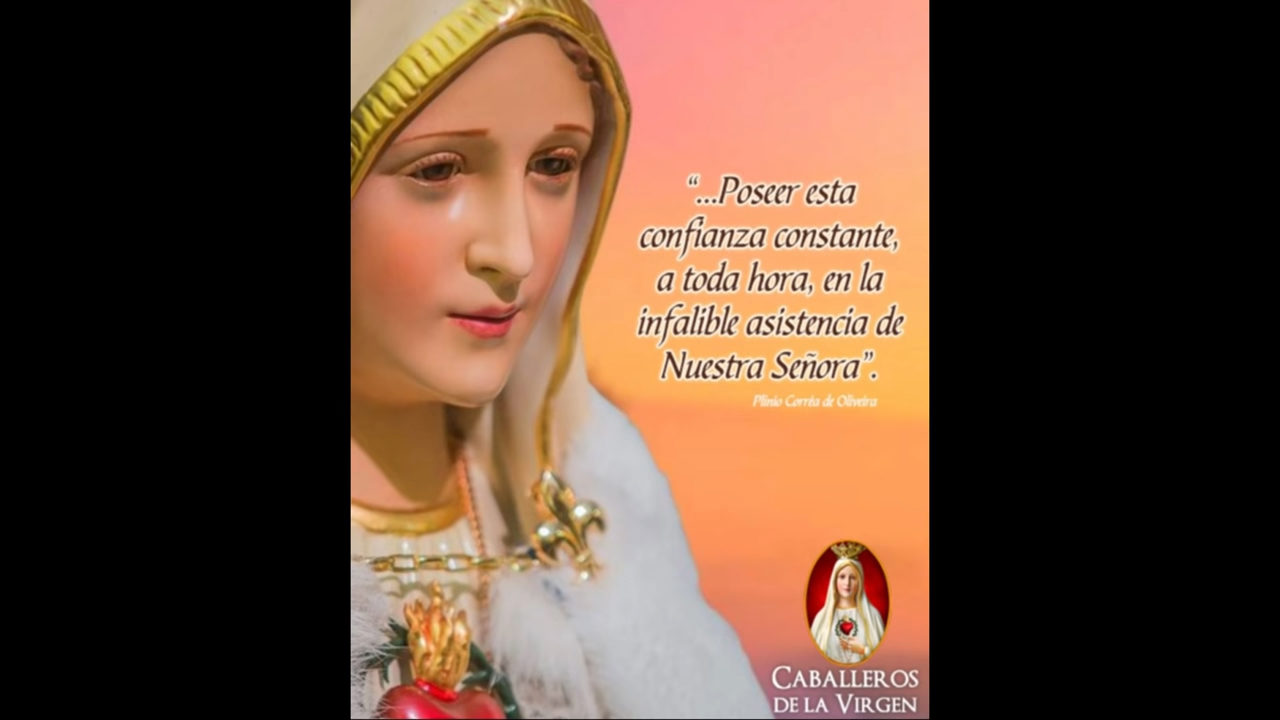 “...Poseer esta
confianza constante,
a toda hora, en la
infalible asistencia de
Nuestra Señora”.
Plinio Corrêa de Oliveira
CABALLEROS
DE LA VIRGEN